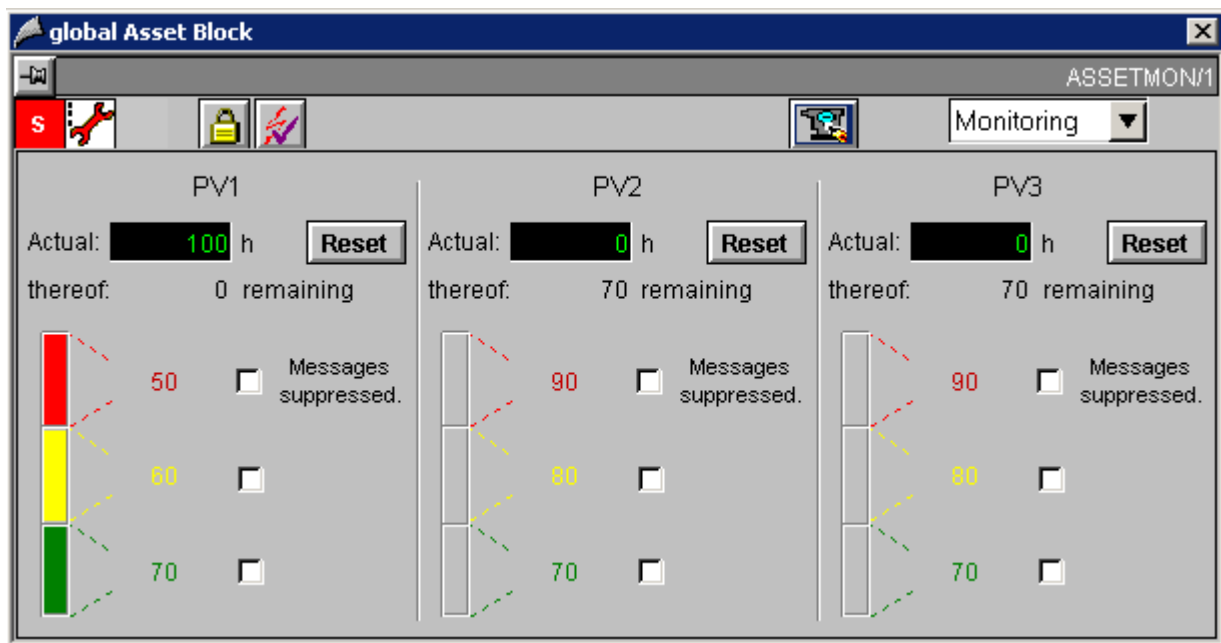 global Asset Block
ASSETMON/1
S
Monitoring
PV1
Actual: 100 h Reset
thereof: 0 remaining
50 Messages suppressed.
60
70
PV2
Actual: 0 h Reset
thereof: 70 remaining
90 Messages suppressed.
80
70
PV3
Actual: 0 h Reset
thereof: 70 remaining
90 Messages suppressed.
80
70